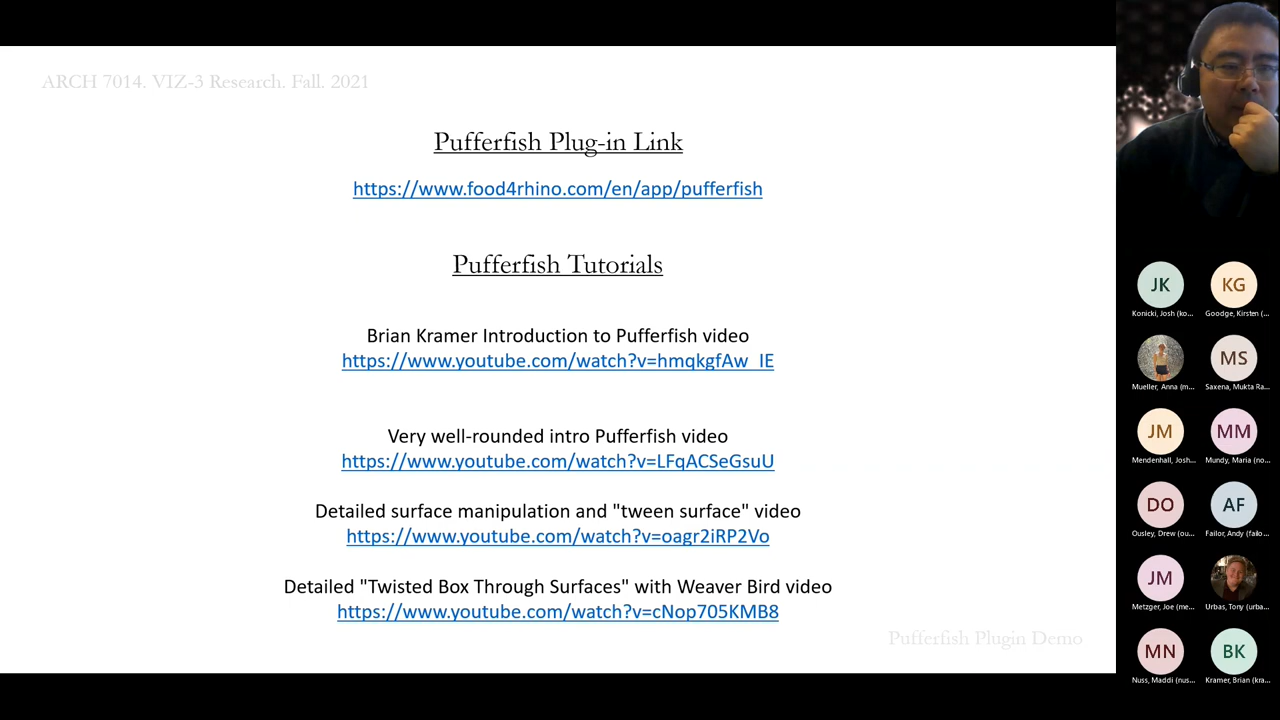 ARCH 7014. VIZ-3 Research. Fall. 2021
Pufferfish Plug-in Link
https://www.food4rhino.com/en/app/pufferfish
Pufferfish Tutorials
Brian Kramer Introduction to Pufferfish video
https://www.youtube.com/watch?v=hmqkgfAw_IE
Very well-rounded intro Pufferfish video
https://www.youtube.com/watch?v=LFqACSeGsuU
Detailed surface manipulation and "tween surface" video
https://www.youtube.com/watch?v=oagr2iRP2Vo
Detailed "Twisted Box Through Surfaces" with Weaver Bird video
https://www.youtube.com/watch?v=cNop705KMB8
Pufferfish Plugin Demo
JK
KG
Konicki, Josh (ko...
Goodge, Kirsten (...
MS
Mueller, Anna (m...
Saxena, Mukta Ra...
JM
MM
Mendenhall, Josh...
Mundy, Maria (no...
DO
AF
Ousley, Drew (ou...
Failor, Andy (failo...
JM
Metzger, Joe (me...
Urbas, Tony (urba...
MN
BK
Nuss, Maddi (nus...
Kramer, Brian (kra...